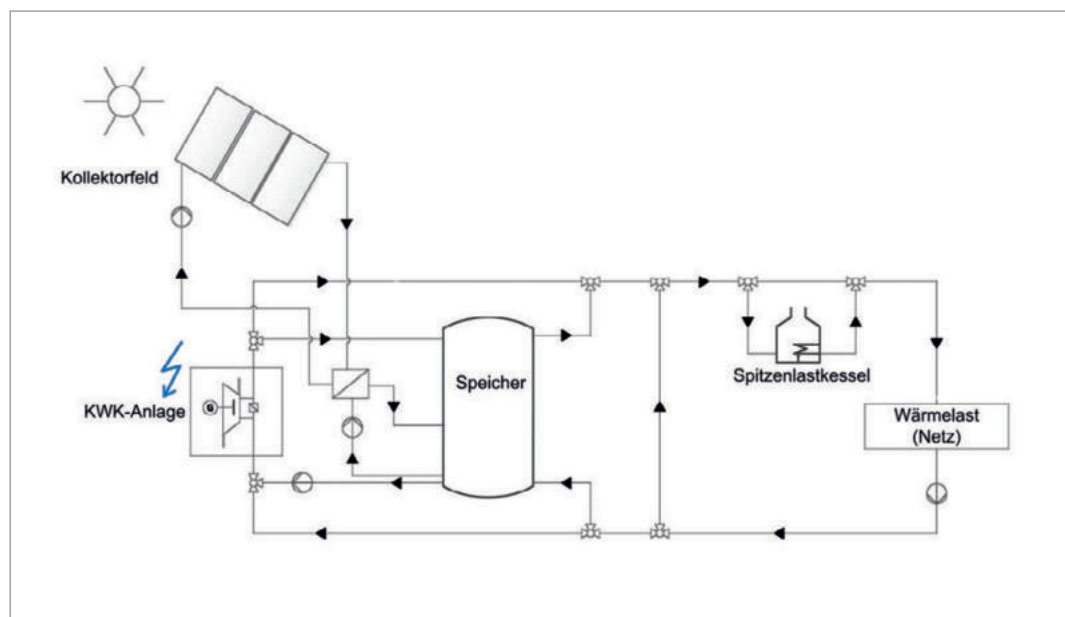 Kollektorfeld
KWK-Anlage
G
Speicher
Spitzenlastkessel
Wärmelast
(Netz)